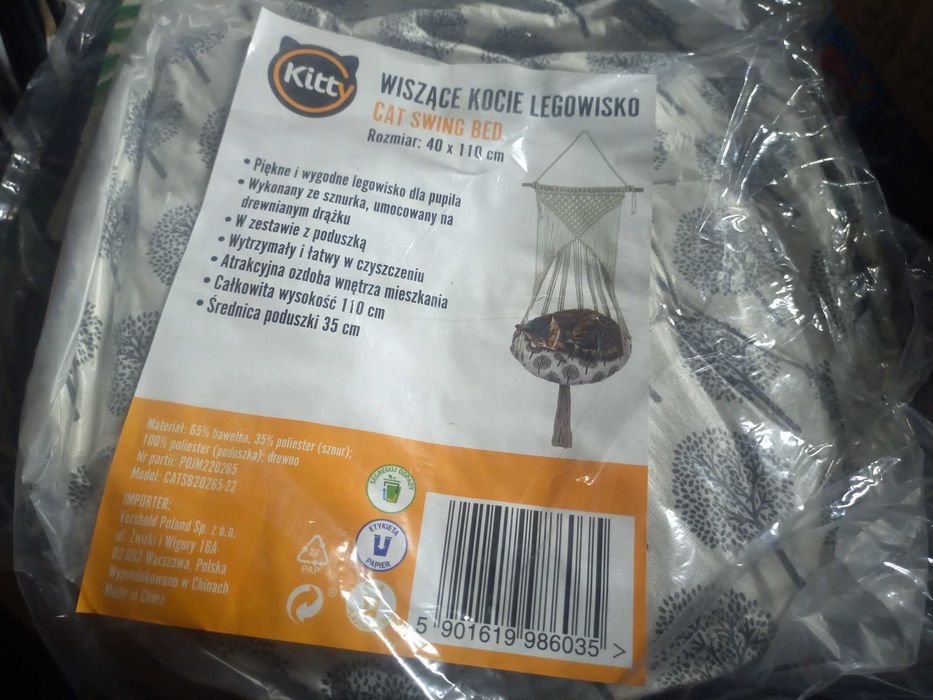 Kitty
WISZĄCE KOCIE LEGOWISKO
CAT SWING BED
Rozmiar: 40 x 110 cm
• Piękne i wygodne legowisko dla pupila
• Wykonany ze sznurka, umocowany na
drewnianym drążku
• W zestawie z poduszką
• Wytrzymały i łatwy w czyszczeniu
• Atrakcyjna ozdoba wnętrza mieszkania
• Całkowita wysokość 110 cm
• Średnica poduszki 35 cm
Materiał: 65% bawełna, 35% poliester (sznur);
100% poliester (poduszka); drewno
Nr partii: POJM220265
Model: CATSB20265-22
IMPORTER:
Vershold Poland Sp. z o.o.
ul. Żwirki i Wigury 16A
02-092 Warszawa, Polska
Wyprodukowano w Chinach
Made in China
SEGREGUJ ODPADY
ETYKIETA
PAPIER
22
PAP
®
5 901619 986035 >